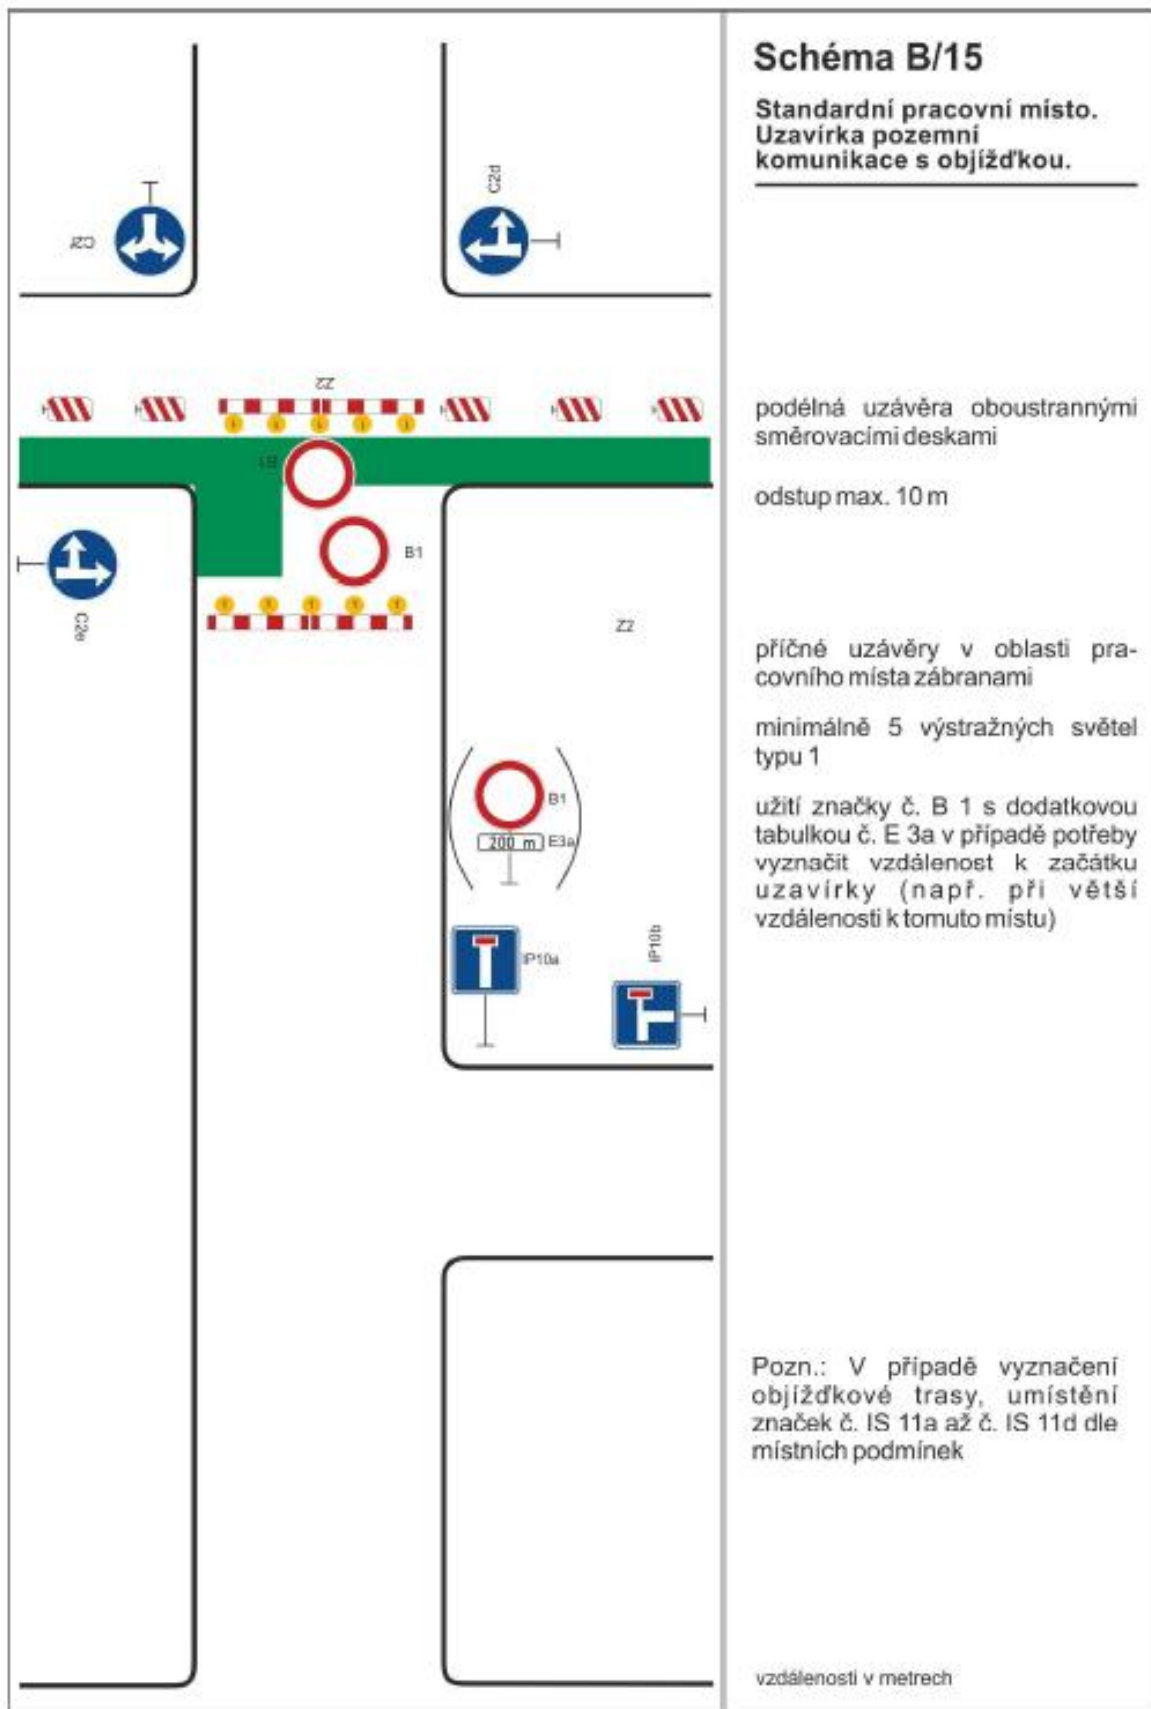 Schéma B/15
Standardní pracovní místo.
Uzavírka pozemní
komunikace s objížďkou.
C2d
C2f
Z2
podélná uzávěra oboustrannými
směrovacími deskami
B1
odstup max. 10 m
B1
C2e
Z2
příčné uzávěry v oblasti pra-
covního místa zábranami
minimálně 5 výstražných světel
typu 1
B1
200 m E3a
užití značky č. B 1 s dodatkovou
tabulkou č. E 3a v případě potřeby
vyznačit vzdálenost k začátku
uzavírky (např. při větší
vzdálenosti k tomuto místu)
IP10a
IP10b
Pozn.: V případě vyznačení
objížďkové trasy, umístění
značek č. IS 11a až č. IS 11d dle
místních podmínek
vzdálenosti v metrech